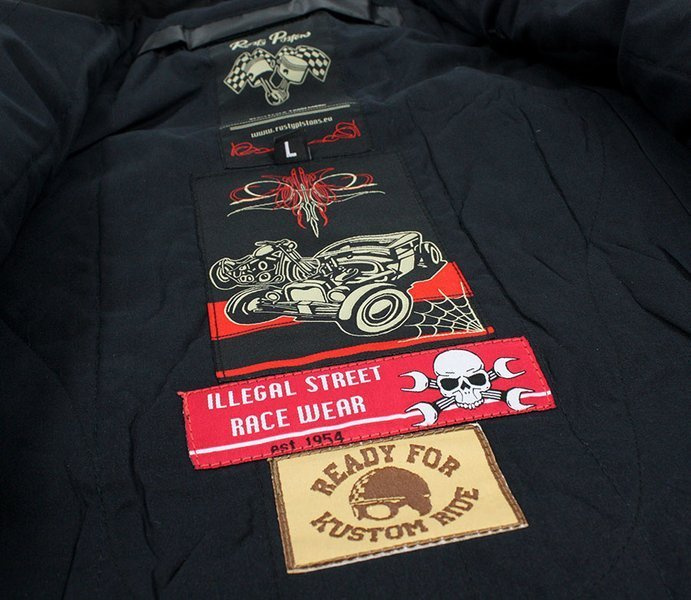 Rusty Pistons
www.rustypistons.eu
L
ILLEGAL STREET
RACE WEAR
est 1954
READY FOR
KUSTOM RIDE